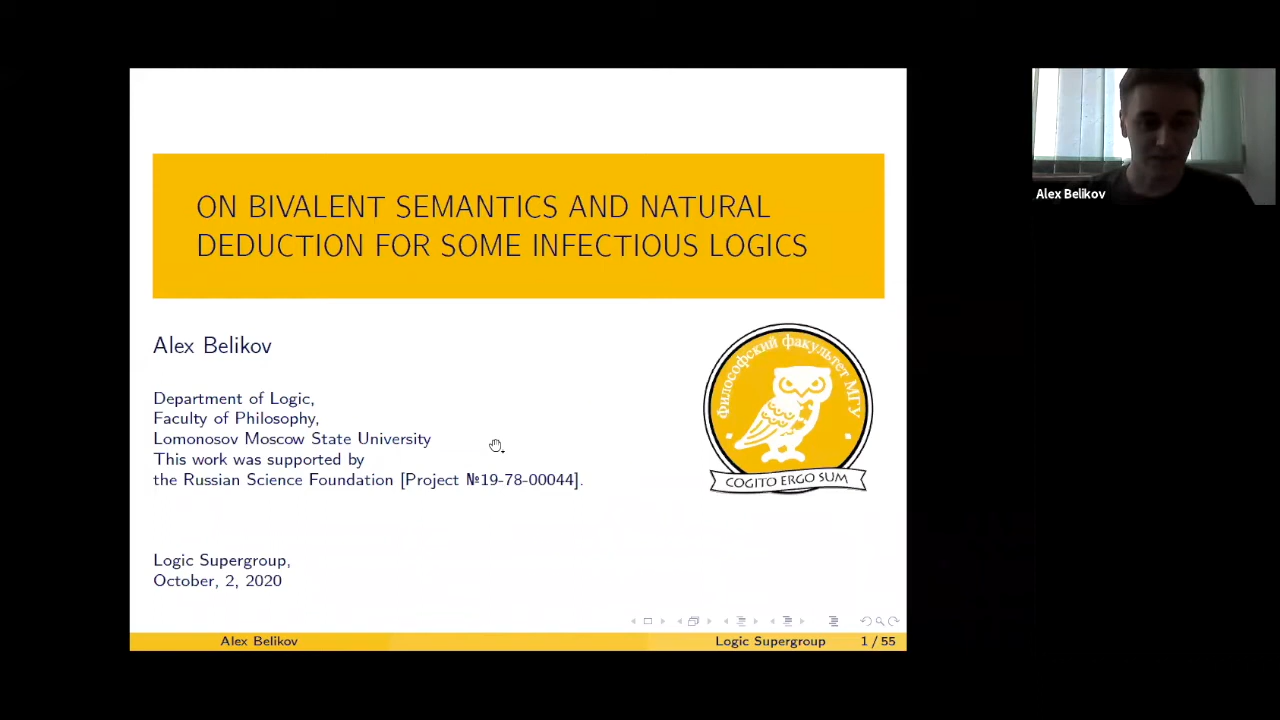 ON BIVALENT SEMANTICS AND NATURAL
DEDUCTION FOR SOME INFECTIOUS LOGICS
Alex Belikov
Department of Logic,
Faculty of Philosophy,
Lomonosov Moscow State University
This work was supported by
the Russian Science Foundation [Project №19-78-00044].
Философский факультет МГУ
COGITO ERGO SUM
Logic Supergroup,
October, 2, 2020
Alex Belikov
Logic Supergroup
1 / 55
Alex Belikov